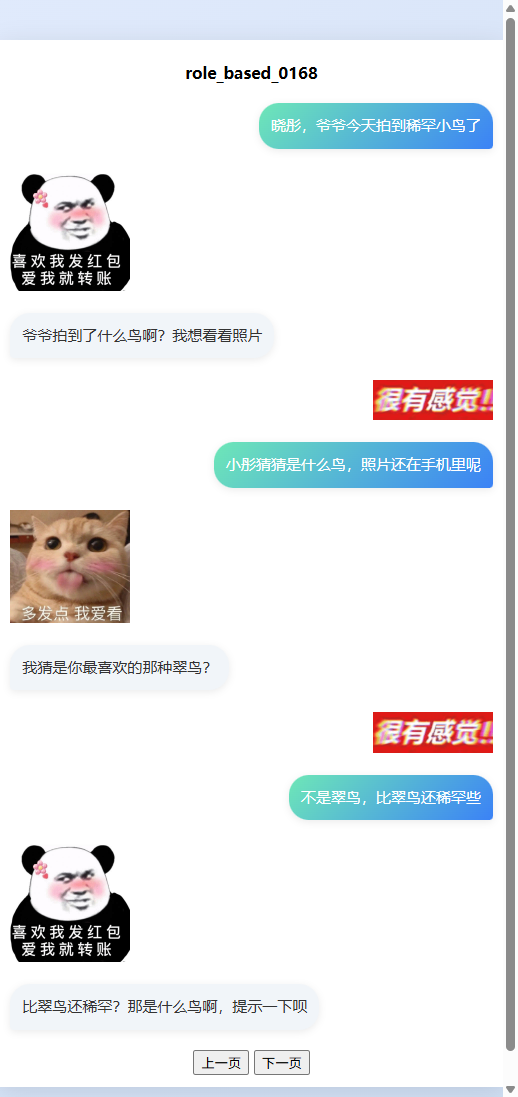 role_based_0168
晓彤，爷爷今天拍到稀罕小鸟了
喜欢我发红包
爱我就转账
爷爷拍到了什么鸟啊？我想看看照片
很有感觉!!
小彤猜猜是什么鸟，照片还在手机里呢
多发点 我爱看
我猜是你最喜欢的那种翠鸟？
很有感觉!!
不是翠鸟，比翠鸟还稀罕些
喜欢我发红包
爱我就转账
比翠鸟还稀罕？那是什么鸟啊，提示一下呗
上一页 下一页